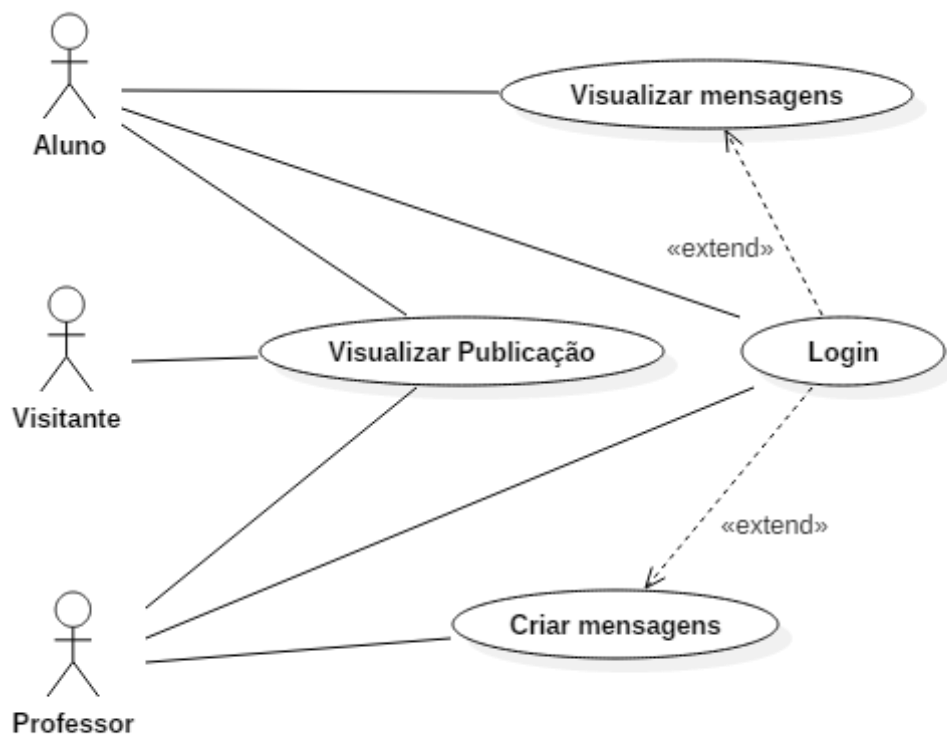 Visualizar mensagens
Aluno
«extend»
Visualizar Publicação
Login
Visitante
«extend»
Criar mensagens
Professor